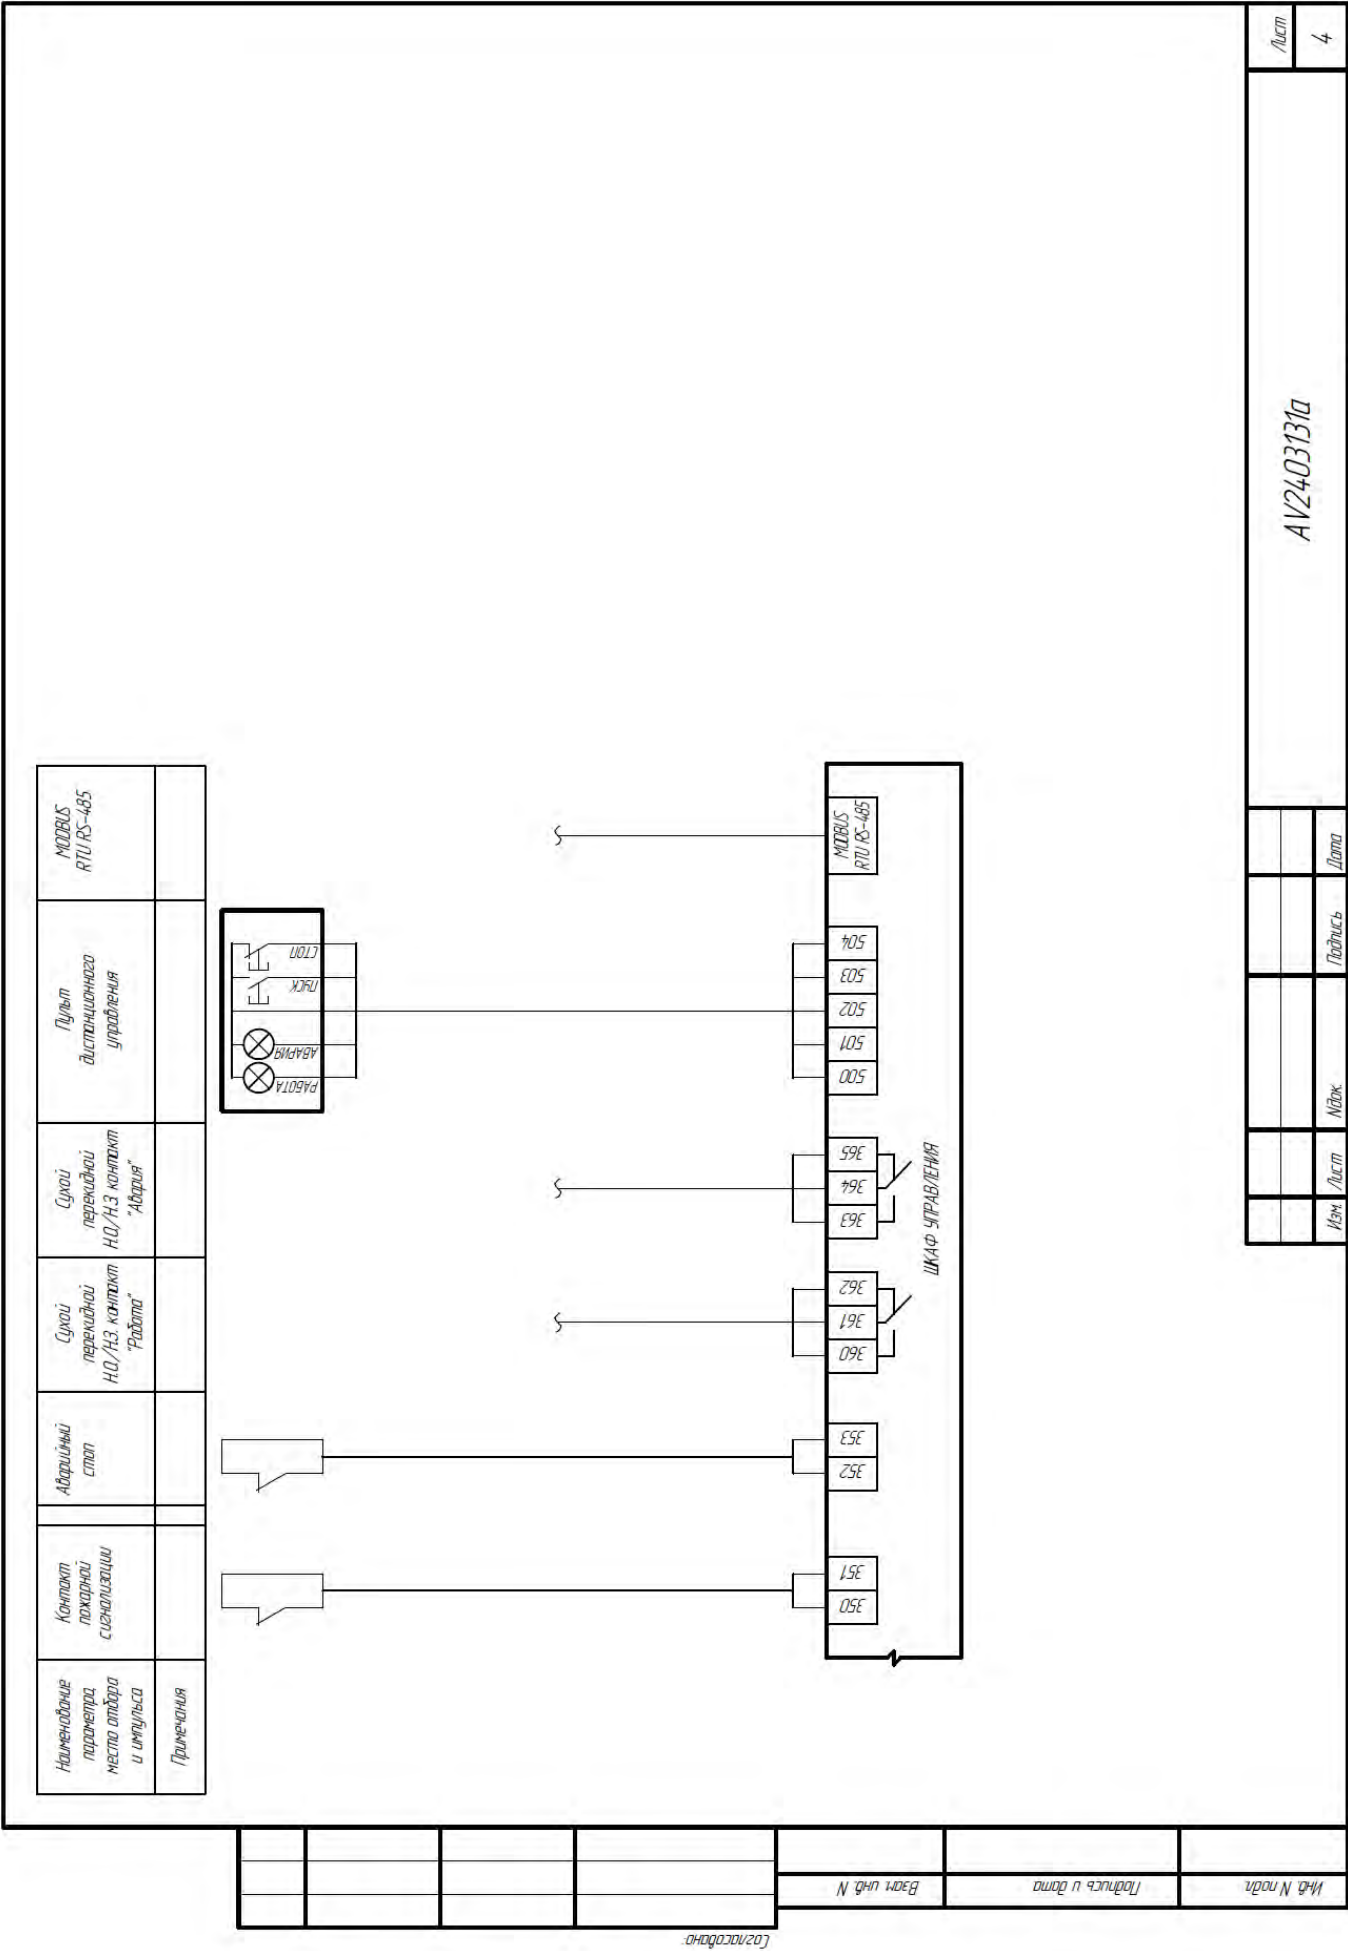 Наименование
параметра,
место отбора
и импульса
Контакт
пожарной
сигнализации
Аварийный
стоп
Сухой
перекидной
Н.О./Н.З. контакт
"Работа"
Сухой
перекидной
Н.О./Н.З. контакт
"Авария"
Пульт
дистанционного
управления
MODBUS
RTU RS-485
Примечания
РАБОТА
АВАРИЯ
ПУСК
СТОП
350
351
352
353
360
361
362
363
364
365
500
501
502
503
504
MODBUS
RTU RS-485
ШКАФ УПРАВЛЕНИЯ
Согласовано:
Взам. инв. N
Подпись и дата
Инв. N подл.
Изм.
Лист
Nдок.
Подпись
Дата
AV2403131а
Лист
4